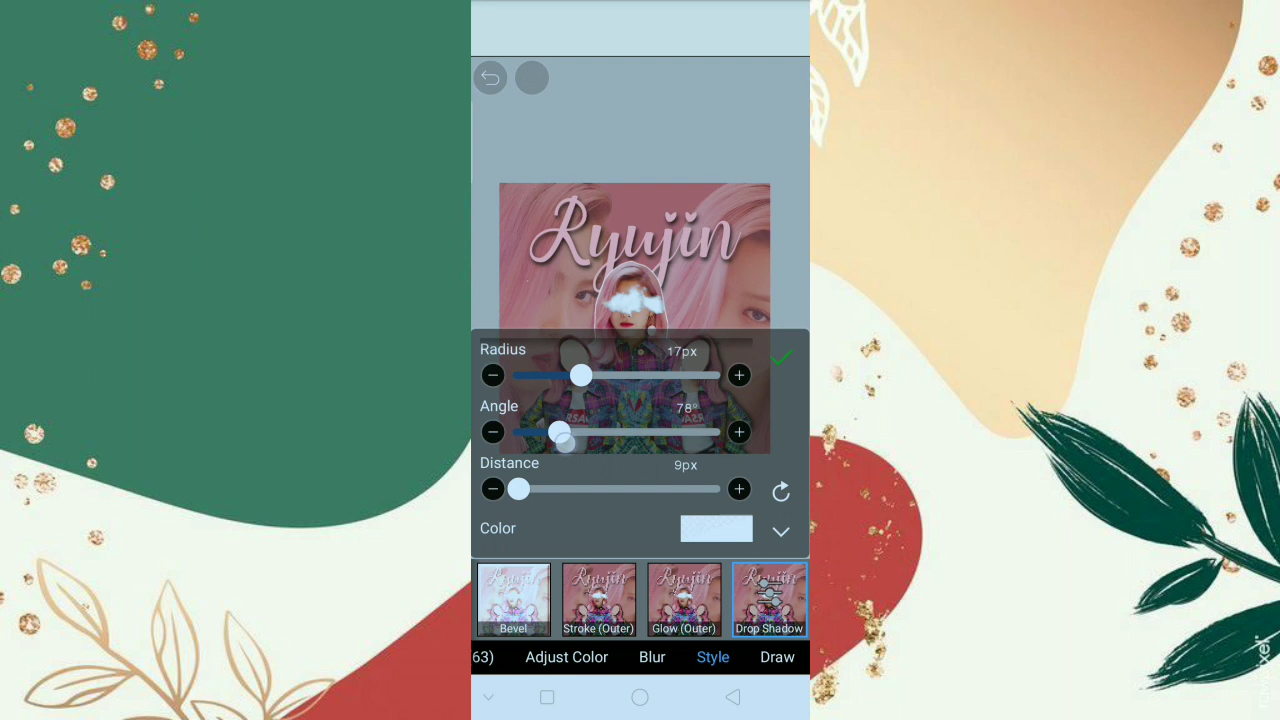 Ryujin
Radius 17px
Angle 78°
Distance 9px
Color
Bevel Stroke (Outer) Glow (Outer) Drop Shadow
63) Adjust Color Blur Style Draw
rawpixel